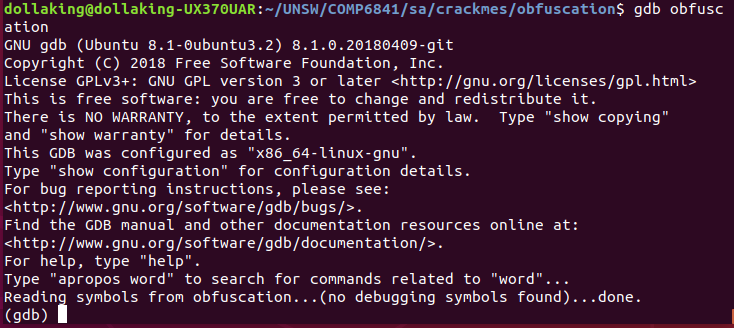 dollaking@dollaking-UX370UAR:~/UNSW/COMP6841/sa/crackmes/obfuscation$ gdb obfusc
ation
GNU gdb (Ubuntu 8.1-0ubuntu3.2) 8.1.0.20180409-git
Copyright (C) 2018 Free Software Foundation, Inc.
License GPLv3+: GNU GPL version 3 or later <http://gnu.org/licenses/gpl.html>
This is free software: you are free to change and redistribute it.
There is NO WARRANTY, to the extent permitted by law.  Type "show copying"
and "show warranty" for details.
This GDB was configured as "x86_64-linux-gnu".
Type "show configuration" for configuration details.
For bug reporting instructions, please see:
<http://www.gnu.org/software/gdb/bugs/>.
Find the GDB manual and other documentation resources online at:
<http://www.gnu.org/software/gdb/documentation/>.
For help, type "help".
Type "apropos word" to search for commands related to "word"...
Reading symbols from obfuscation...(no debugging symbols found)...done.
(gdb)